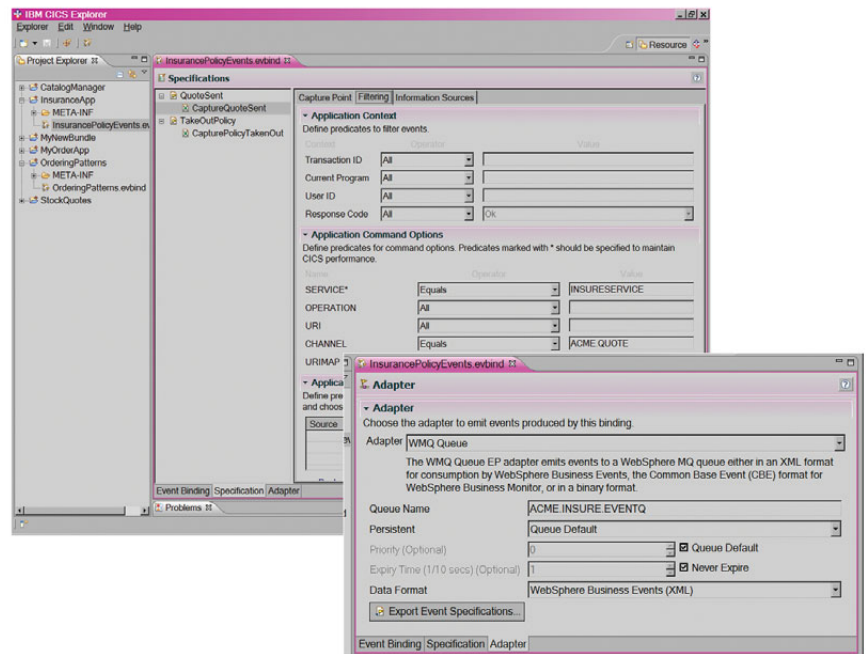 IBM CICS Explorer
Explorer Edit Window Help
Resource
Project Explorer
CatalogManager
InsuranceApp
META-INF
InsurancePolicyEvents.ev
MyNewBundle
MyOrderApp
OrderingPatterns
META-INF
OrderingPatterns.evbind
StockQuotes
InsurancePolicyEvents.evbind
Specifications
QuoteSent
CaptureQuoteSent
TakeOutPolicy
CapturePolicyTakenOut
Capture Point Filtering Information Sources
Application Context
Define predicates to filter events.
Context Operator Value
Transaction ID All
Current Program All
User ID All
Response Code All Ok
Application Command Options
Define predicates for command options. Predicates marked with * should be specified to maintain
CICS performance.
Name Operator Value
SERVICE* Equals INSURESERVICE
OPERATION All
URI All
CHANNEL Equals ACME.QUOTE
URIMAP
Applica
Define pre
and choos
Source
Event Binding Specification Adapter
Problems
InsurancePolicyEvents.evbind
Adapter
Adapter
Choose the adapter to emit events produced by this binding.
Adapter WMQ Queue
The WMQ Queue EP adapter emits events to a WebSphere MQ queue either in an XML format
for consumption by WebSphere Business Events, the Common Base Event (CBE) format for
WebSphere Business Monitor, or in a binary format.
Queue Name ACME.INSURE.EVENTQ
Persistent Queue Default
Priority (Optional) 0 Queue Default
Expiry Time (1/10 secs) (Optional) 1 Never Expire
Data Format WebSphere Business Events (XML)
Export Event Specifications...
Event Binding Specification Adapter